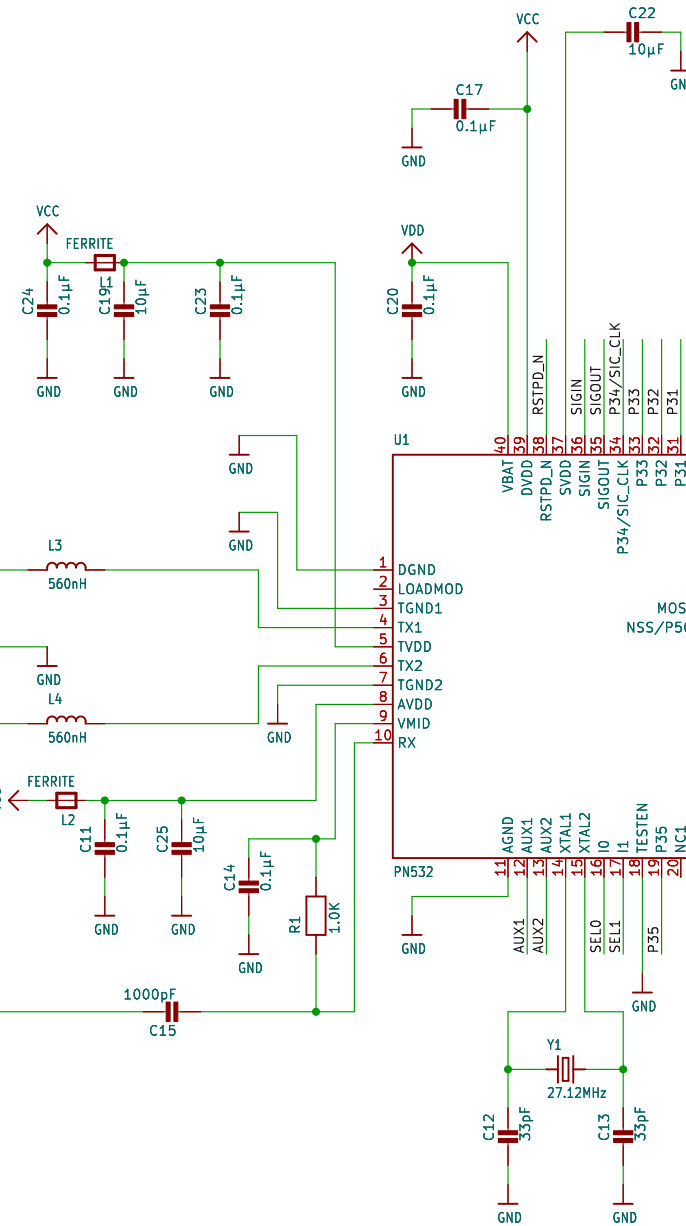 VCC
C22
10µF
GN
C17
0.1µF
GND
VCC
FERRITE
L1
C24
0.1µF
C19
10µF
C23
0.1µF
GND
GND
GND
VDD
C20
0.1µF
GND
RSTPD_N
SIGIN
SIGOUT
P34/SIC_CLK
P33
P32
P31
U1
40
39
38
37
36
35
34
33
32
31
VBAT
DVDD
RSTPD_N
SVDD
SIGIN
SIGOUT
P34/SIC_CLK
P33
P32
P31
GND
GND
L3
560nH
GND
L4
560nH
GND
1 DGND
2 LOADMOD
3 TGND1
4 TX1
5 TVDD
6 TX2
7 TGND2
8 AVDD
9 VMID
10 RX
MOS
NSS/P5
FERRITE
L2
C11
0.1µF
C25
10µF
GND
GND
C14
0.1µF
GND
R1
1.0K
1000pF
C15
AGND
AUX1
AUX2
XTAL1
XTAL2
I0
I1
TESTEN
P35
NC1
PN532
11
12
13
14
15
16
17
18
19
20
GND
AUX1
AUX2
SEL0
SEL1
P35
GND
Y1
27.12MHz
C12
33pF
C13
33pF
GND
GND